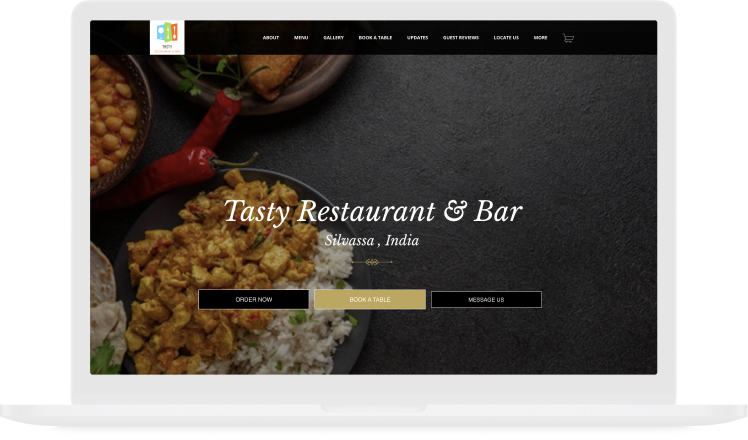 TASTY
ABOUT MENU GALLERY BOOK A TABLE UPDATES GUEST REVIEWS LOCATE US MORE
Tasty Restaurant & Bar
Silvassa , India
ORDER NOW BOOK A TABLE MESSAGE US